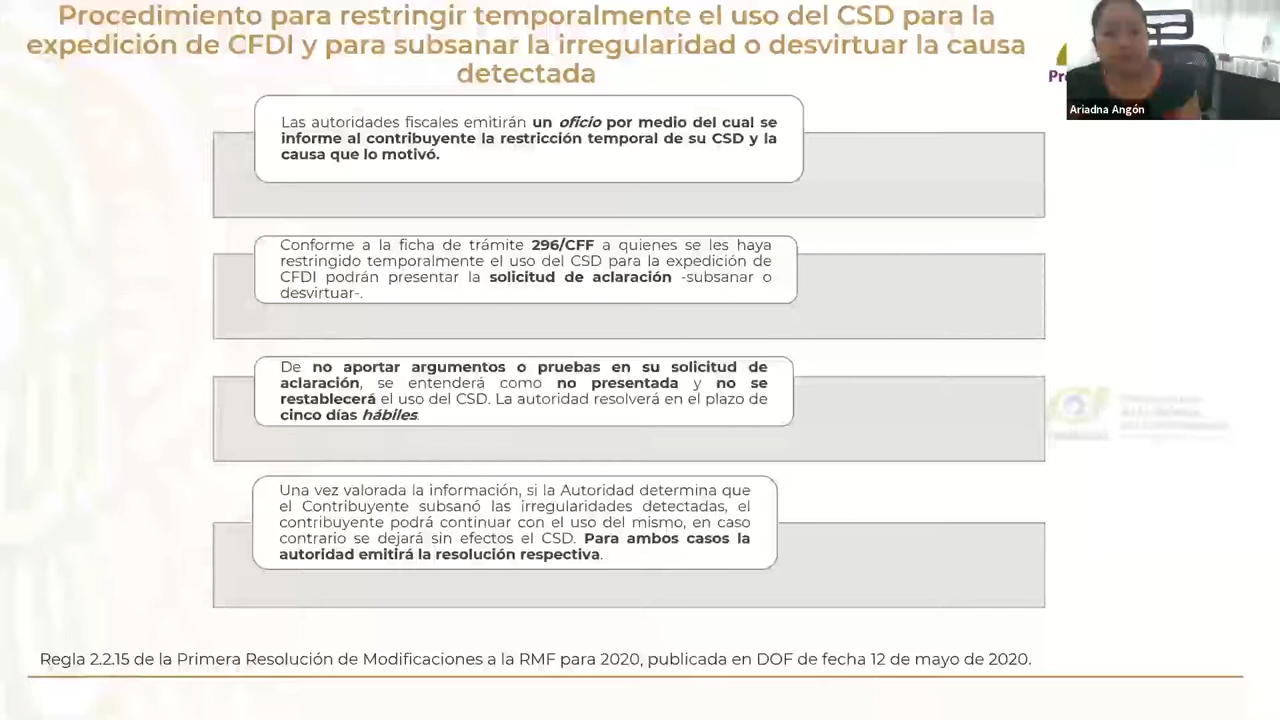 Procedimiento para restringir temporalmente el uso del CSD para la
expedición de CFDI y para subsanar la irregularidad o desvirtuar la causa
detectada
Ariadna Angón
Las autoridades fiscales emitirán un oficio por medio del cual se
informe al contribuyente la restricción temporal de su CSD y la
causa que lo motivó.
Conforme a la ficha de trámite 296/CFF a quienes se les haya
restringido temporalmente el uso del CSD para la expedición de
CFDI podrán presentar la solicitud de aclaración -subsanar o
desvirtuar-.
De no aportar argumentos o pruebas en su solicitud de
aclaración, se entenderá como no presentada y no se
restablecerá el uso del CSD. La autoridad resolverá en el plazo de
cinco días hábiles.
Una vez valorada la información, si la Autoridad determina que
el Contribuyente subsanó las irregularidades detectadas, el
contribuyente podrá continuar con el uso del mismo, en caso
contrario se dejará sin efectos el CSD. Para ambos casos la
autoridad emitirá la resolución respectiva.
Regla 2.2.15 de la Primera Resolución de Modificaciones a la RMF para 2020, publicada en DOF de fecha 12 de mayo de 2020.